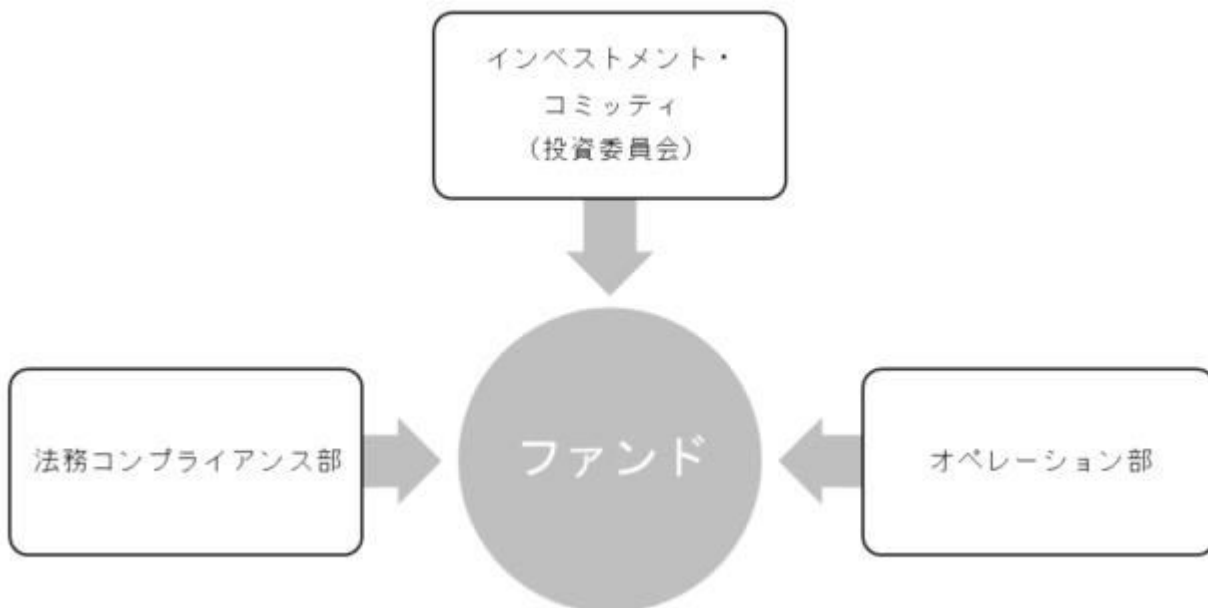 インベストメント・
コミッティ
（投資委員会）
法務コンプライアンス部
ファンド
オペレーション部